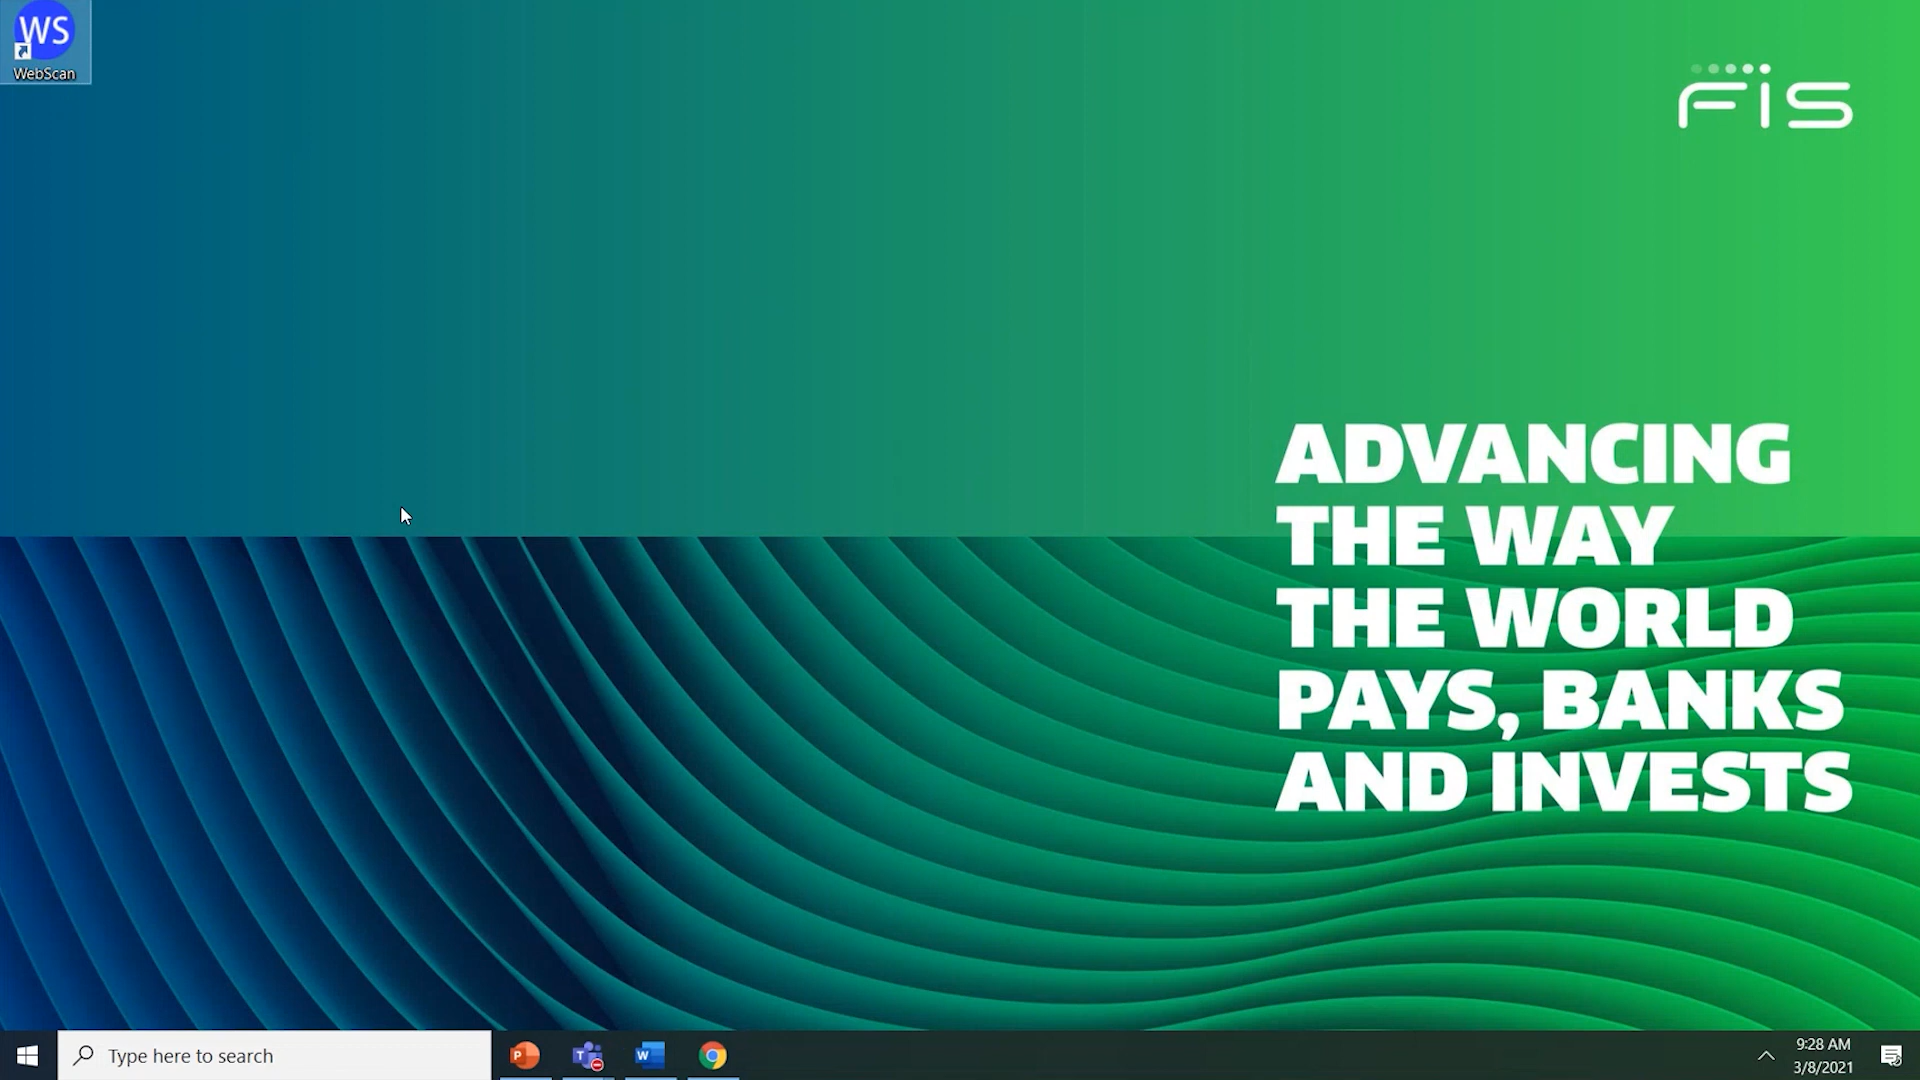 WS
WebScan
FIS
ADVANCING
THE WAY
THE WORLD
PAYS, BANKS
AND INVESTS
Type here to search
P
T
W
9:28 AM
3/8/2021